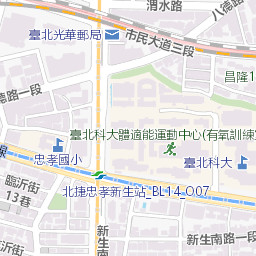 渭水路
八德路
臺北光華郵局
市民大道三段
昌隆1
德路一段
臺北科大體適能運動中心(有氧訓練
忠孝國小
臺北科大
線
臨沂街
13巷
北捷忠孝新生站_BL14_O07
新生南
新生南路一段